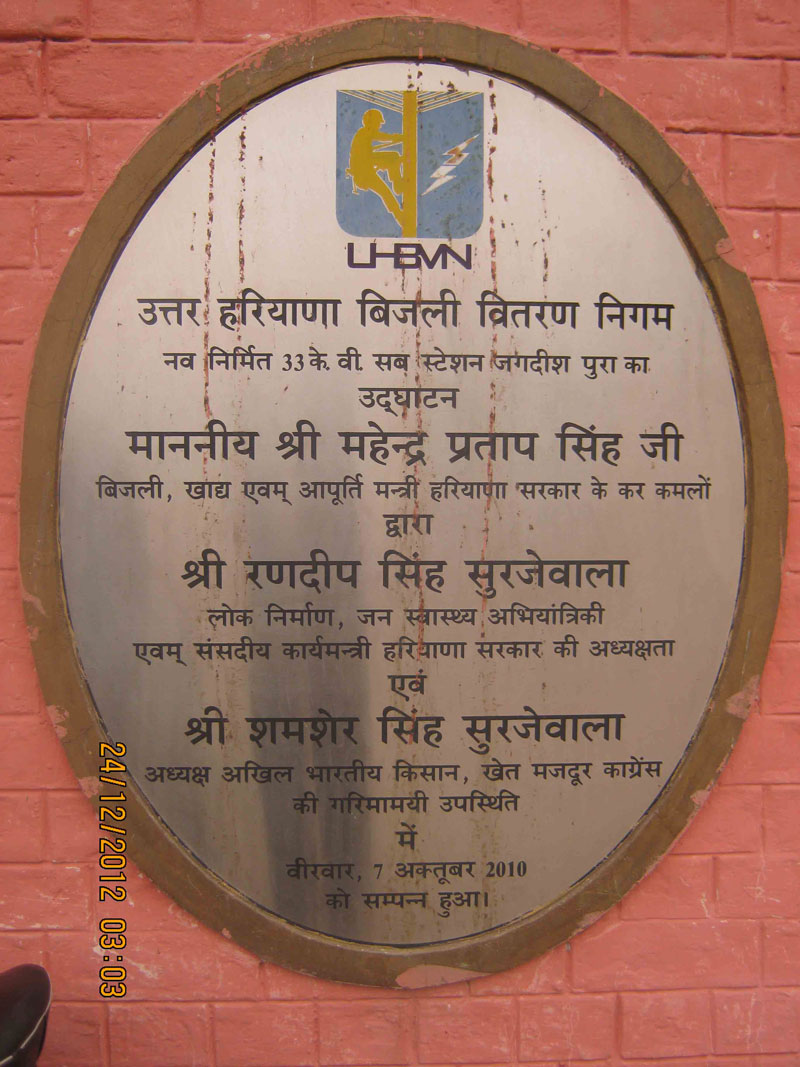 UHBVN
उत्तर हरियाणा बिजली वितरण निगम
नव निर्मित 33 के. वी. सब स्टेशन जगदीश पुरा का
उद्घाटन
माननीय श्री महेन्द्र प्रताप सिंह जी
बिजली, खाद्य एवम् आपूर्ति मन्त्री हरियाणा सरकार के कर कमलों
द्वारा
श्री रणदीप सिंह सुरजेवाला
लोक निर्माण, जन स्वास्थ्य अभियांत्रिकी
एवम् संसदीय कार्यमन्त्री हरियाणा सरकार की अध्यक्षता
एवं
श्री शमशेर सिंह सुरजेवाला
अध्यक्ष अखिल भारतीय किसान, खेत मजदूर काग्रेंस
की गरिमामयी उपस्थिति
में
वीरवार, 7 अक्तूबर 2010
को सम्पन्न हुआ।
24/12/2012 03:03